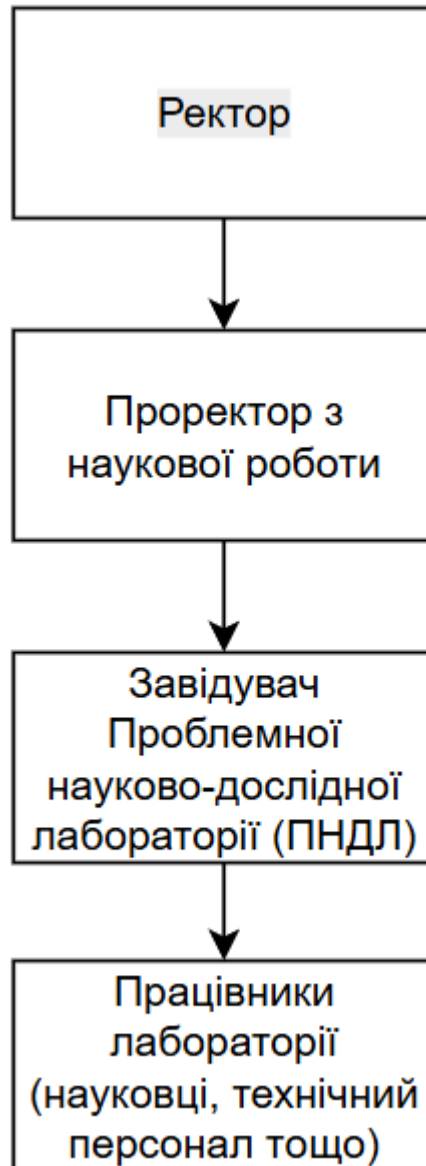 Ректор
Проректор з
наукової роботи
Завідувач
Проблемної
науково-дослідної
лабораторії (ПНДЛ)
Працівники
лабораторії
(науковці, технічний
персонал тощо)